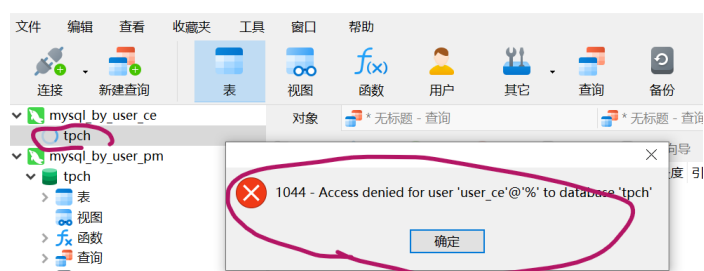 文件 编辑 查看 收藏夹 工具 窗口 帮助
连接 新建查询 表 视图 f(x) 函数 用户 其它 查询 备份
mysql_by_user_ce 对象 * 无标题 - 查询 * 无标题 - 查询
tpch
mysql_by_user_pm 向导
1044 - Access denied for user 'user_ce'@'%' to database 'tpch'
确定
tpch
表
视图
fx 函数
查询